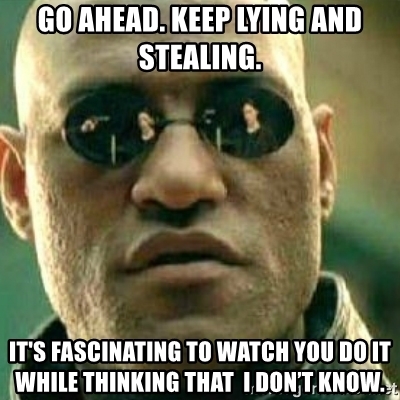 GO AHEAD. KEEP LYING AND
STEALING.
IT'S FASCINATING TO WATCH YOU DO IT
WHILE THINKING THAT I DON'T KNOW.